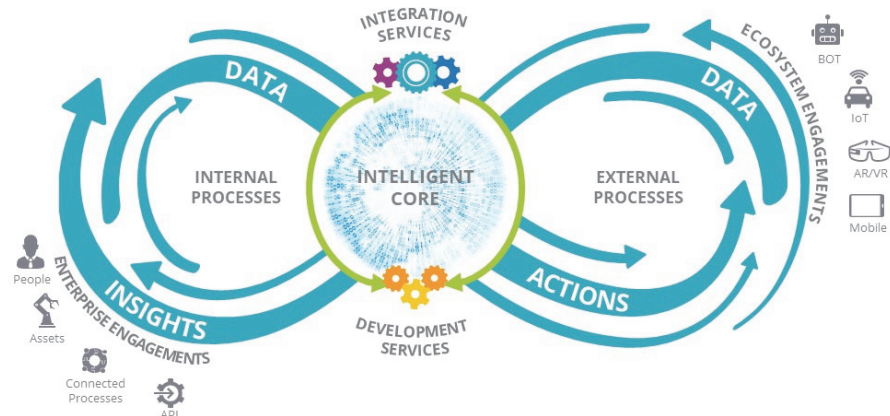 INTEGRATION
SERVICES
DATA
DATA
ECOSYSTEM ENGAGEMENTS
BOT
IoT
AR/VR
Mobile
INTERNAL
PROCESSES
INTELLIGENT
CORE
EXTERNAL
PROCESSES
People
Assets
Connected
Processes
API
ENTERPRISE ENGAGEMENTS
INSIGHTS
ACTIONS
DEVELOPMENT
SERVICES